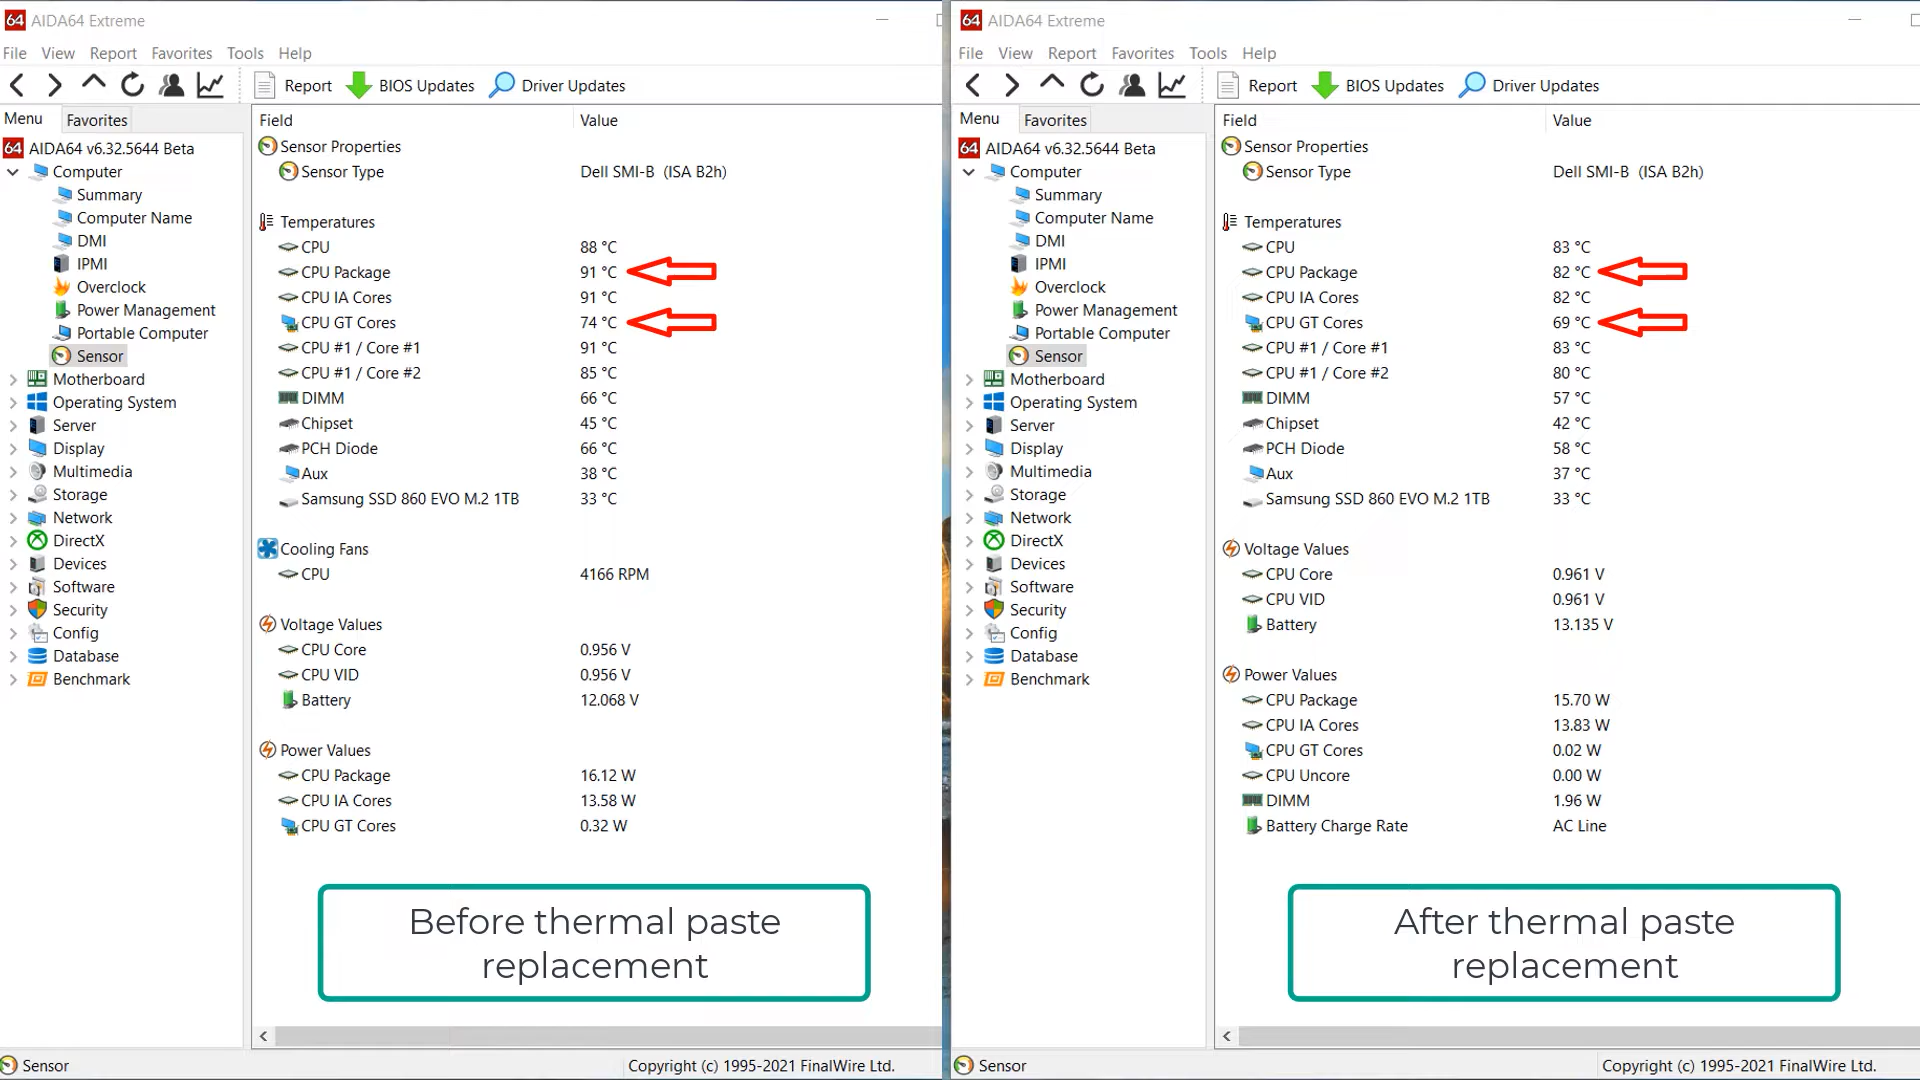 AIDA64 Extreme
File View Report Favorites Tools Help
Report BIOS Updates Driver Updates
Menu Favorites
64 AIDA64 v6.32.5644 Beta
Computer
Summary
Computer Name
DMI
IPMI
Overclock
Power Management
Portable Computer
Sensor
Motherboard
Operating System
Server
Display
Multimedia
Storage
Network
DirectX
Devices
Software
Security
Config
Database
Benchmark
Field Value
Sensor Properties
Sensor Type Dell SMI-B (ISA B2h)
Temperatures
CPU 88 °C
CPU Package 91 °C
CPU IA Cores 91 °C
CPU GT Cores 74 °C
CPU #1 / Core #1 91 °C
CPU #1 / Core #2 85 °C
DIMM 66 °C
Chipset 45 °C
PCH Diode 66 °C
Aux 38 °C
Samsung SSD 860 EVO M.2 1TB 33 °C
Cooling Fans
CPU 4166 RPM
Voltage Values
CPU Core 0.956 V
CPU VID 0.956 V
Battery 12.068 V
Power Values
CPU Package 16.12 W
CPU IA Cores 13.58 W
CPU GT Cores 0.32 W
Before thermal paste
replacement
Sensor Copyright (c) 1995-2021 FinalWire Ltd.
64 AIDA64 Extreme
File View Report Favorites Tools Help
Report BIOS Updates Driver Updates
Menu Favorites
64 AIDA64 v6.32.5644 Beta
Computer
Summary
Computer Name
DMI
IPMI
Overclock
Power Management
Portable Computer
Sensor
Motherboard
Operating System
Server
Display
Multimedia
Storage
Network
DirectX
Devices
Software
Security
Config
Database
Benchmark
Field Value
Sensor Properties
Sensor Type Dell SMI-B (ISA B2h)
Temperatures
CPU 83 °C
CPU Package 82 °C
CPU IA Cores 82 °C
CPU GT Cores 69 °C
CPU #1 / Core #1 83 °C
CPU #1 / Core #2 80 °C
DIMM 57 °C
Chipset 42 °C
PCH Diode 58 °C
Aux 37 °C
Samsung SSD 860 EVO M.2 1TB 33 °C
Voltage Values
CPU Core 0.961 V
CPU VID 0.961 V
Battery 13.135 V
Power Values
CPU Package 15.70 W
CPU IA Cores 13.83 W
CPU GT Cores 0.02 W
CPU Uncore 0.00 W
DIMM 1.96 W
Battery Charge Rate AC Line
After thermal paste
replacement
Sensor Copyright (c) 1995-2021 FinalWire Ltd.